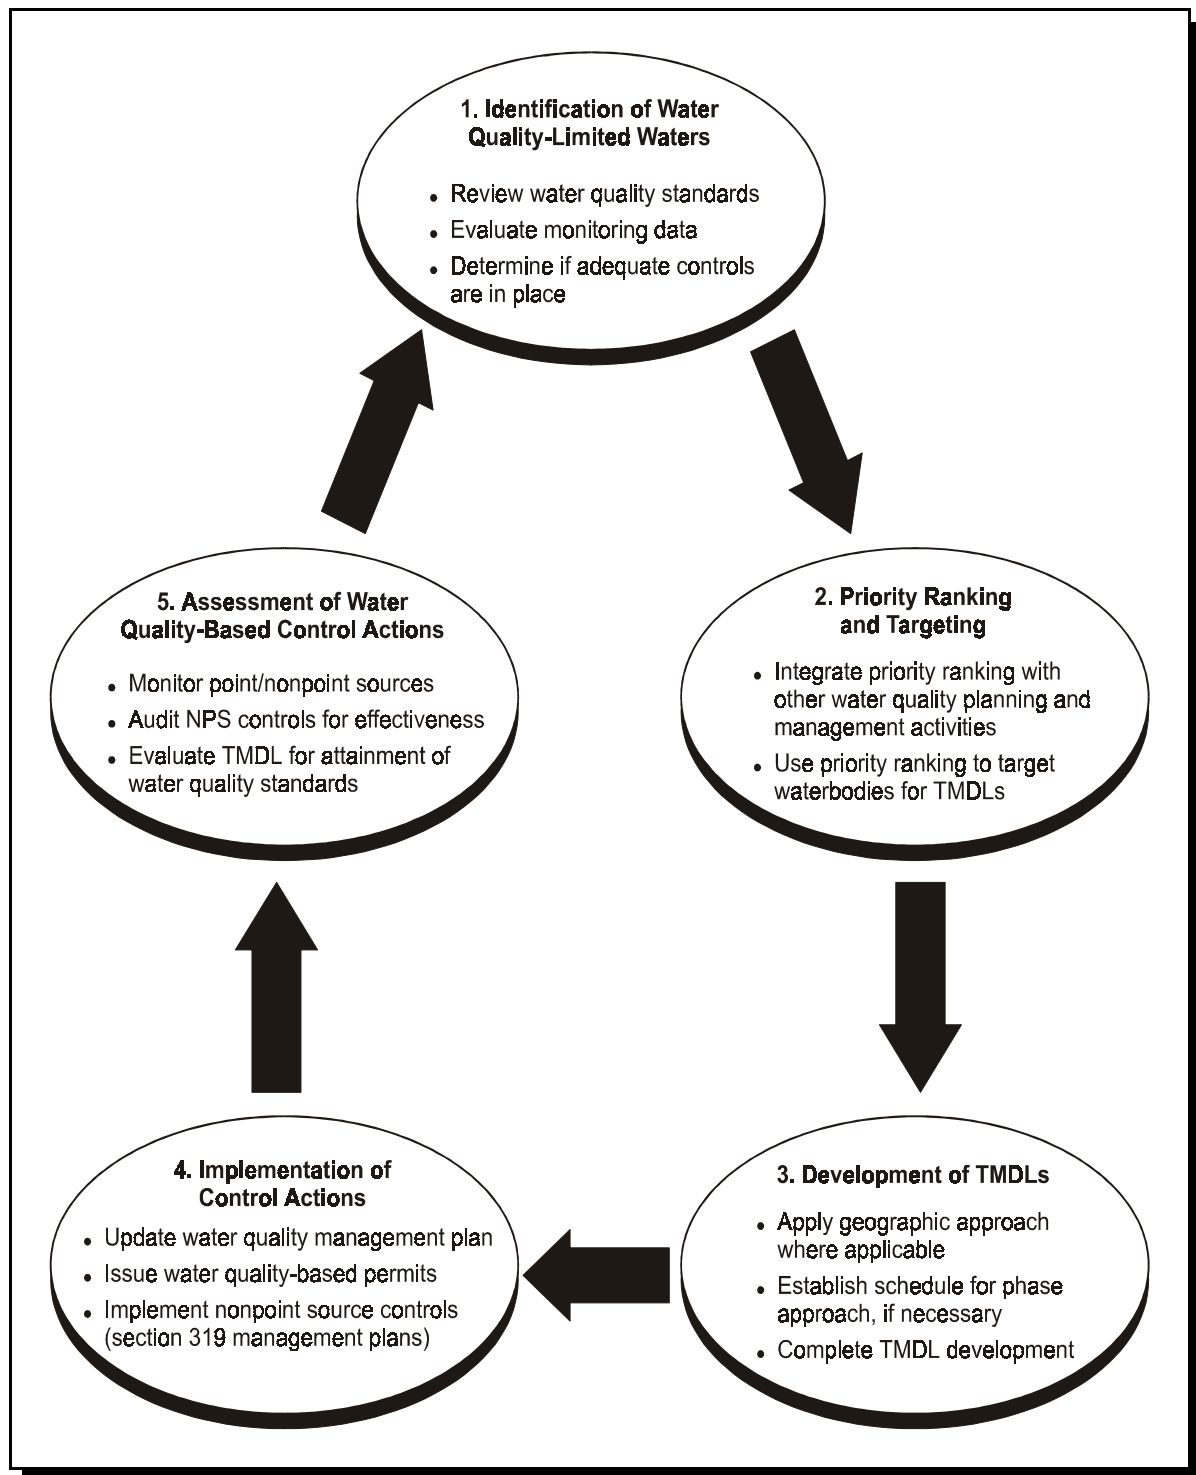 1. Identification of Water
Quality-Limited Waters
• Review water quality standards
• Evaluate monitoring data
• Determine if adequate controls
are in place
2. Priority Ranking
and Targeting
• Integrate priority ranking with
other water quality planning and
management activities
• Use priority ranking to target
waterbodies for TMDLs
3. Development of TMDLs
• Apply geographic approach
where applicable
• Establish schedule for phase
approach, if necessary
• Complete TMDL development
4. Implementation of
Control Actions
• Update water quality management plan
• Issue water quality-based permits
• Implement nonpoint source controls
(section 319 management plans)
5. Assessment of Water
Quality-Based Control Actions
• Monitor point/nonpoint sources
• Audit NPS controls for effectiveness
• Evaluate TMDL for attainment of
water quality standards